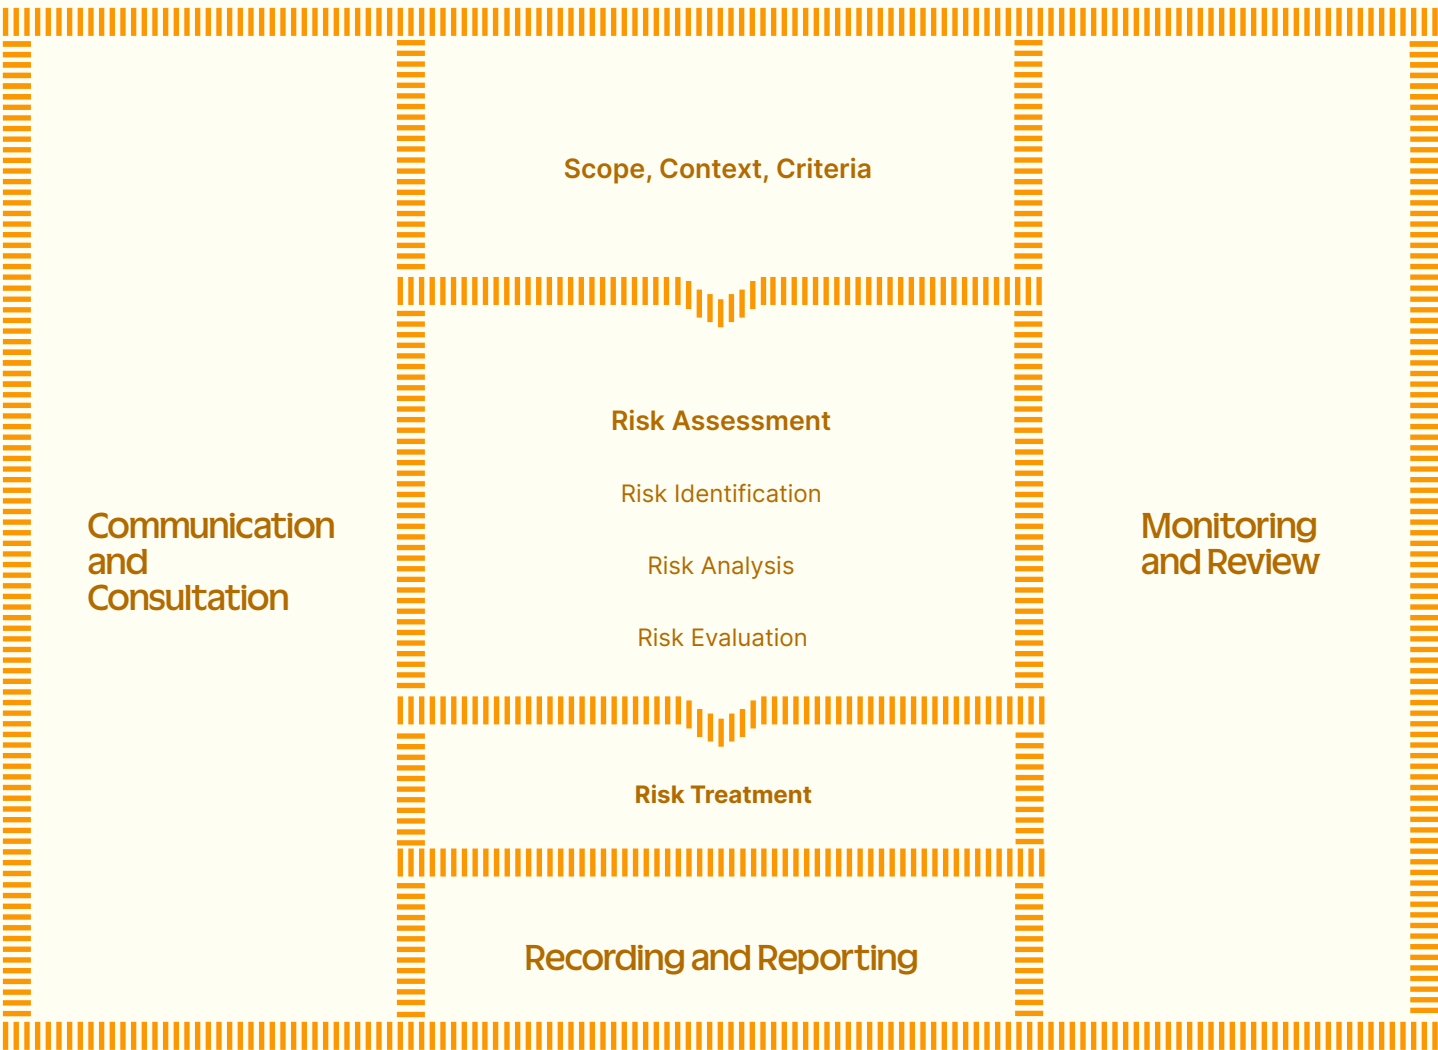 Scope, Context, Criteria
Risk Assessment
Risk Identification
Risk Analysis
Risk Evaluation
Communication
and
Consultation
Monitoring
and Review
Risk Treatment
Recording and Reporting